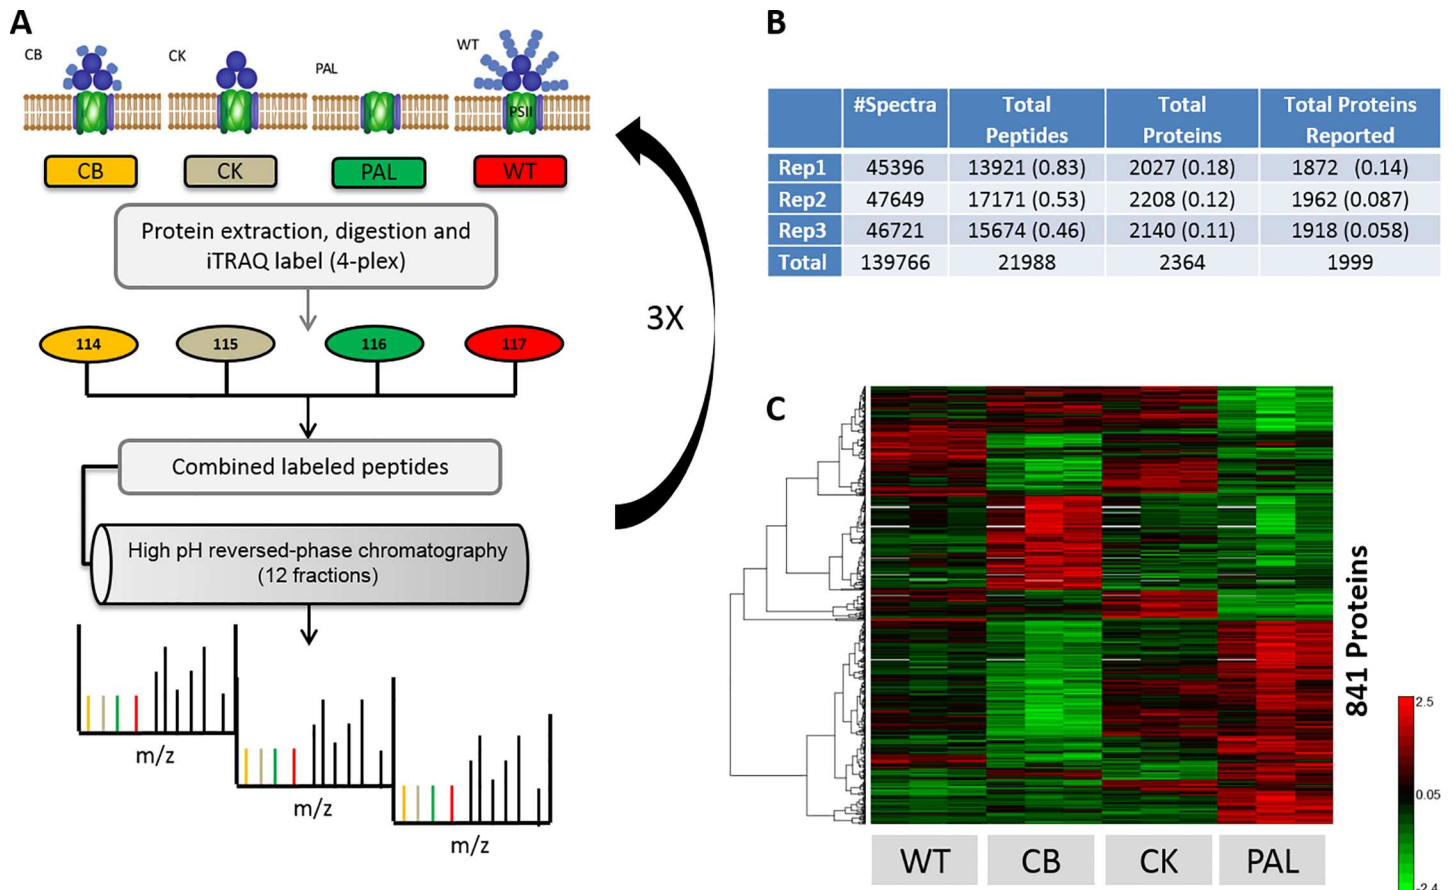 A
CB
CK
PAL
WT
PSII
CB
CK
PAL
WT
Protein extraction, digestion and
iTRAQ label (4-plex)
114
115
116
117
Combined labeled peptides
High pH reversed-phase chromatography
(12 fractions)
m/z
m/z
m/z
3X
B
#Spectra Total Peptides Total Proteins Total Proteins Reported
Rep1 45396 13921 (0.83) 2027 (0.18) 1872 (0.14)
Rep2 47649 17171 (0.53) 2208 (0.12) 1962 (0.087)
Rep3 46721 15674 (0.46) 2140 (0.11) 1918 (0.058)
Total 139766 21988 2364 1999
C
841 Proteins
2.5
0.05
-2.4
WT
CB
CK
PAL